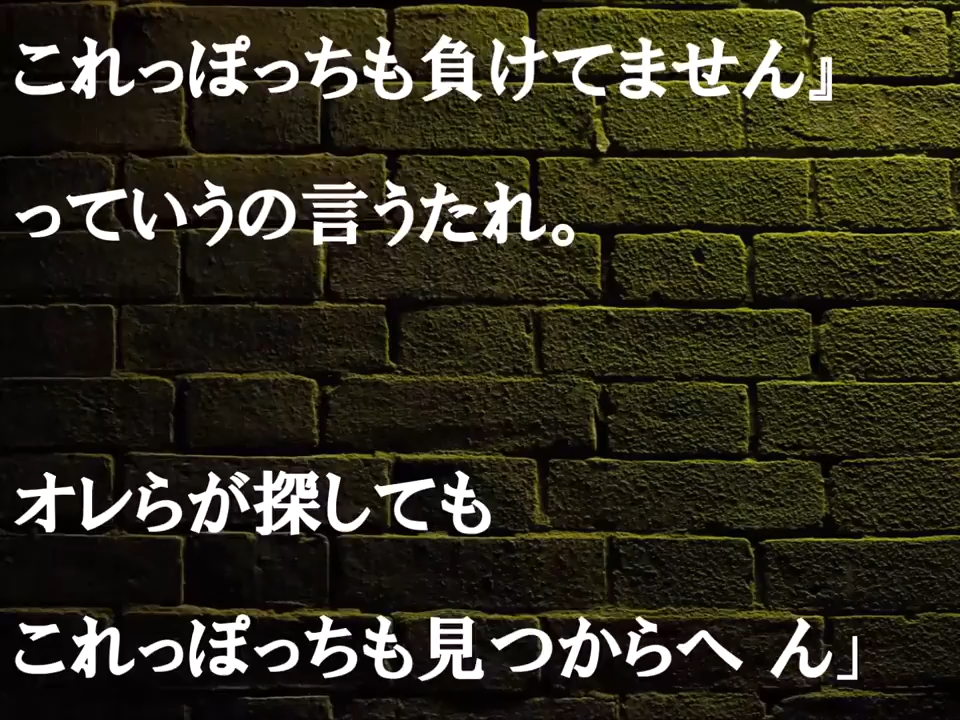 これっぽっちも負けてません』
っていうの言うたれ。
オレらが探しても
これっぽっちも見つからへ ん」